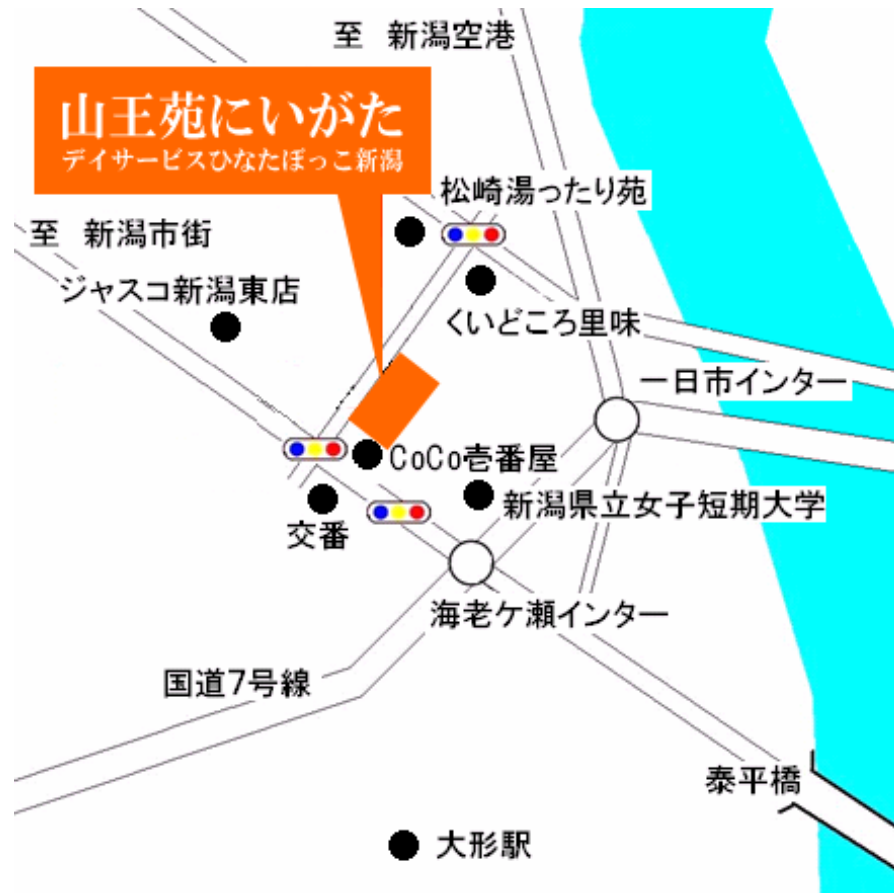 至 新潟空港
山王苑にいがた
デイサービスひなたぼっこ新潟
松崎湯ったり苑
至 新潟市街
ジャスコ新潟東店
くいどころ里味
一日市インター
CoCo壱番屋
新潟県立女子短期大学
交番
海老ケ瀬インター
国道7号線
泰平橋
大形駅